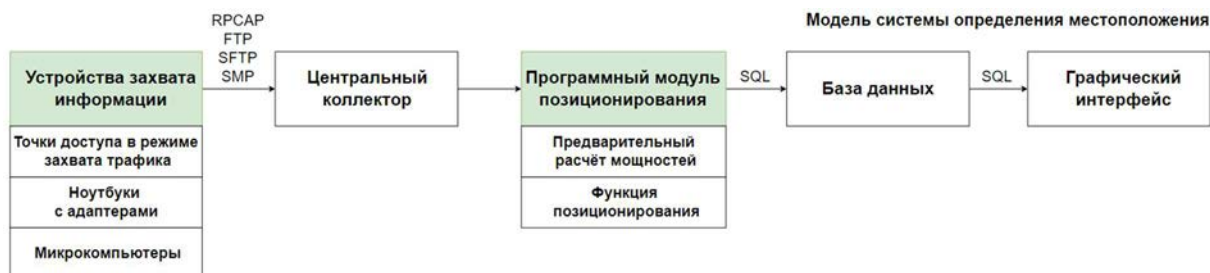 RPCAP
FTP
SFTP
SMP
Модель системы определения местоположения
Устройства захвата
информации
Центральный
коллектор
Программный модуль
позиционирования
SQL
База данных
SQL
Графический
интерфейс
Точки доступа в режиме
захвата трафика
Ноутбуки
с адаптерами
Микрокомпьютеры
Предварительный
расчёт мощностей
Функция
позиционирования